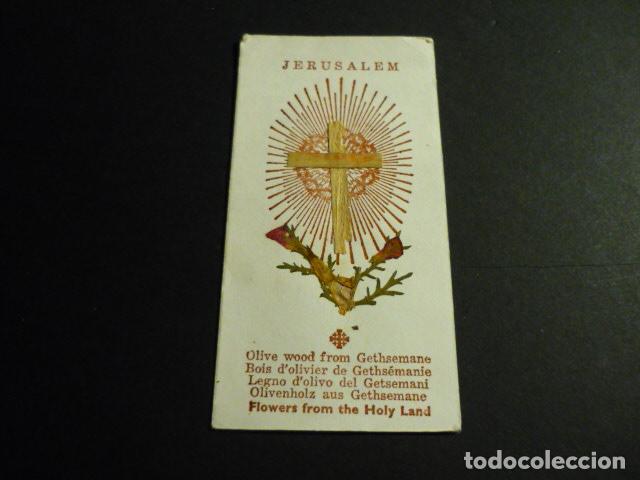 JERUSALEM
Olive wood from Gethsemane
Bois d'olivier de Gethsémanie
Legno d'olivo del Getsemani
Olivenholz aus Gethsemane
Flowers from the Holy Land
todocoleccion